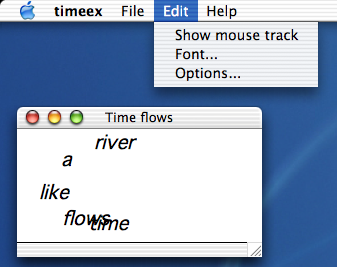 timeex File Edit Help
Show mouse track
Font...
Options...
Time flows
river
a
like
flows
time